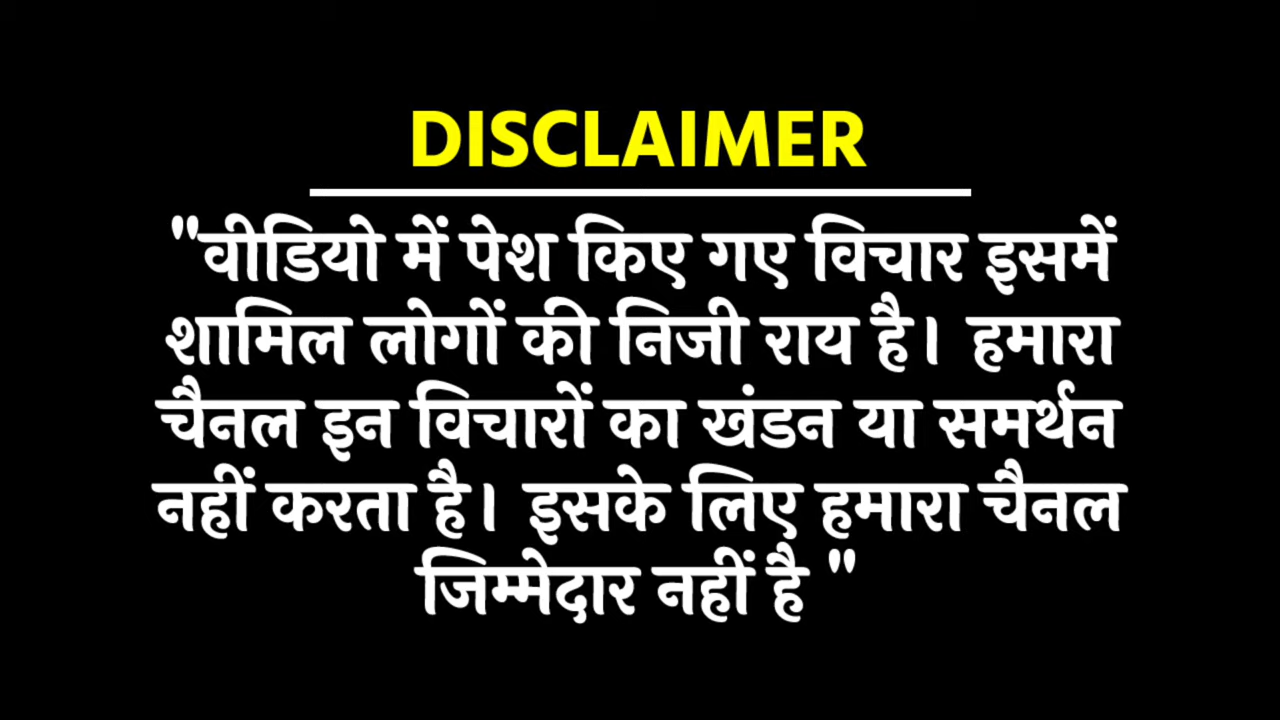 DISCLAIMER
"वीडियो में पेश किए गए विचार इसमें
शामिल लोगों की निजी राय है। हमारा
चैनल इन विचारों का खंडन या समर्थन
नहीं करता है। इसके लिए हमारा चैनल
जिम्मेदार नहीं है "